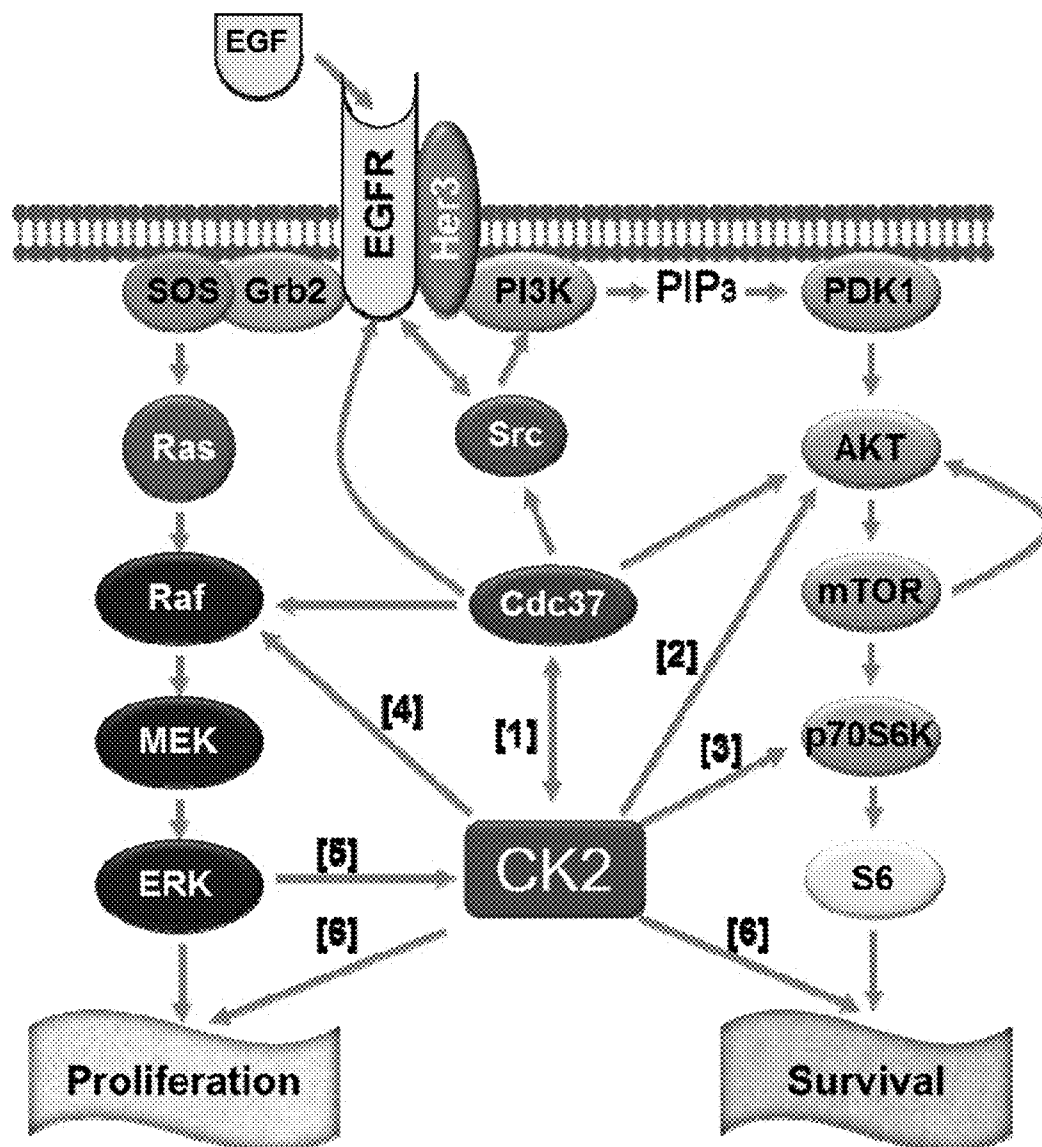 EGF
EGFR
Her3
SOS
Grb2
PI3K
PIP3
PDK1
Ras
Src
AKT
Raf
Cdc37
mTOR
[2]
[4]
[1]
[3]
MEK
p70S6K
[5]
ERK
CK2
S6
[6]
[6]
Proliferation
Survival